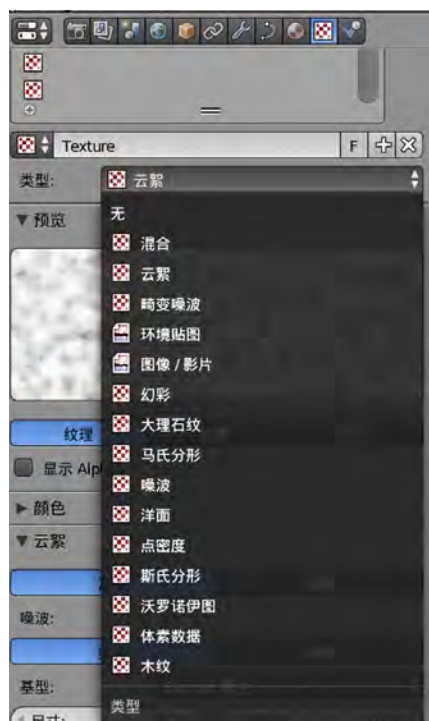 Texture
F
类型:
云絮
▼ 预览
无
混合
云絮
畸变噪波
环境贴图
图像 / 影片
幻彩
大理石纹
纹理
马氏分形
显示 Alp
噪波
▶ 颜色
洋面
▼ 云絮
点密度
斯氏分形
噪波:
沃罗诺伊图
体素数据
基型:
木纹
类型
尺寸: